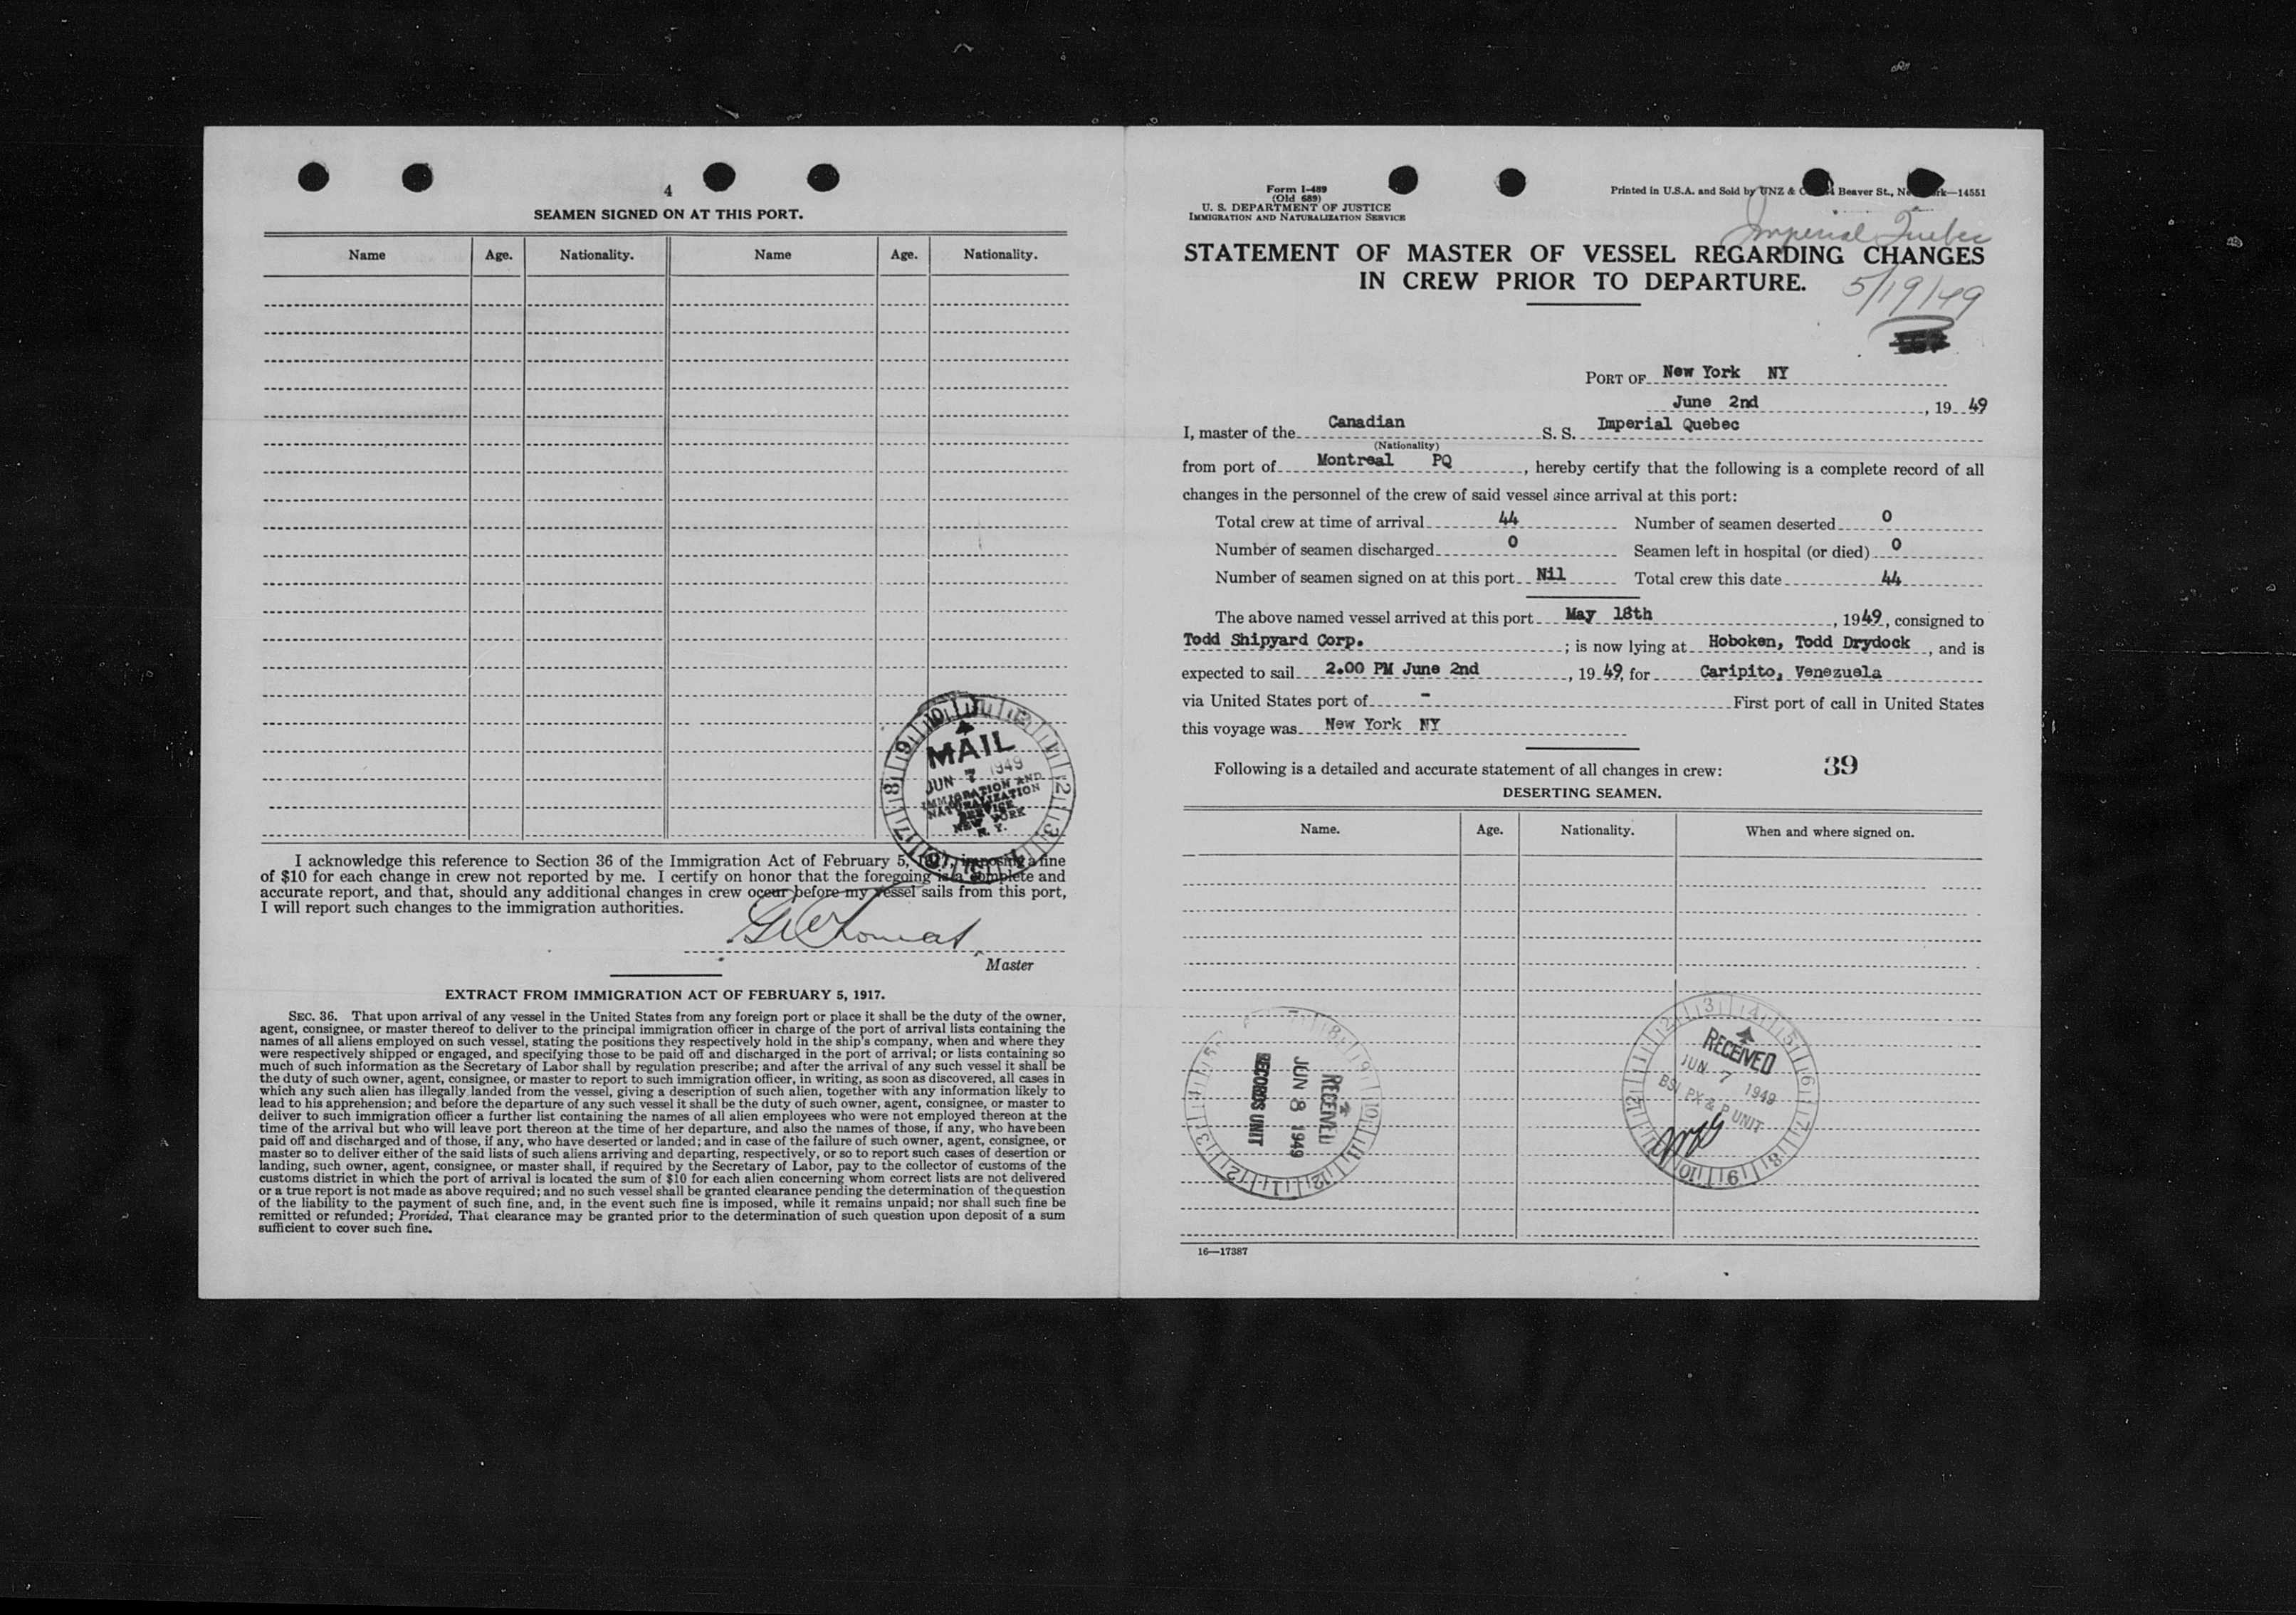 4
SEAMEN SIGNED ON AT THIS PORT.
Name Age. Nationality. Name Age. Nationality.
MAIL
JUN 7 1949
IMMIGRATION AND
NATURALIZATION
SERVICE
NEW YORK
N. Y.
I acknowledge this reference to Section 36 of the Immigration Act of February 5, 1917, imposing a fine
of $10 for each change in crew not reported by me. I certify on honor that the foregoing is a complete and
accurate report, and that, should any additional changes in crew occur before my vessel sails from this port,
I will report such changes to the immigration authorities.
Master
EXTRACT FROM IMMIGRATION ACT OF FEBRUARY 5, 1917.
SEC. 36. That upon arrival of any vessel in the United States from any foreign port or place it shall be the duty of the owner,
agent, consignee, or master thereof to deliver to the principal immigration officer in charge of the port of arrival lists containing the
names of all aliens employed on such vessel, stating the positions they respectively hold in the ship's company, when and where they
were respectively shipped or engaged, and specifying those to be paid off and discharged in the port of arrival; or lists containing so
much of such information as the Secretary of Labor shall by regulation prescribe; and after the arrival of any such vessel it shall be
the duty of such owner, agent, consignee, or master to report to such immigration officer, in writing, as soon as discovered, all cases in
which any such alien has illegally landed from the vessel, giving a description of such alien, together with any information likely to
lead to his apprehension; and before the departure of any such vessel it shall be the duty of such owner, agent, consignee, or master to
deliver to such immigration officer a further list containing the names of all alien employees who were not employed thereon at the
time of the arrival but who will leave port thereon at the time of her departure, and also the names of those, if any, who have been
paid off and discharged and of those, if any, who have deserted or landed; and in case of the failure of such owner, agent, consignee, or
master so to deliver either of the said lists of such aliens arriving and departing, respectively, or so to report such cases of desertion or
landing, such owner, agent, consignee, or master shall, if required by the Secretary of Labor, pay to the collector of customs of the
customs district in which the port of arrival is located the sum of $10 for each alien concerning whom correct lists are not delivered
or a true report is not made as above required; and no such vessel shall be granted clearance pending the determination of the question
of the liability to the payment of such fine, and, in the event such fine is imposed, while it remains unpaid; nor shall such fine be
remitted or refunded; Provided, That clearance may be granted prior to the determination of such question upon deposit of a sum
sufficient to cover such fine.
Form I-489
(Old 689)
U. S. DEPARTMENT OF JUSTICE
IMMIGRATION AND NATURALIZATION SERVICE
Printed in U.S.A. and Sold by UNZ & Beaver St., 14551
Imperial Quebec
STATEMENT OF MASTER OF VESSEL REGARDING CHANGES
IN CREW PRIOR TO DEPARTURE.
5/19/49
PORT OF New York NY
June 2nd, 19 49
I, master of the Canadian S. S. Imperial Quebec
(Nationality)
from port of Montreal PQ, hereby certify that the following is a complete record of all
changes in the personnel of the crew of said vessel since arrival at this port:
Total crew at time of arrival 44 Number of seamen deserted 0
Number of seamen discharged 0 Seamen left in hospital (or died) 0
Number of seamen signed on at this port Nil Total crew this date 44
The above named vessel arrived at this port May 18th, 1949, consigned to
Todd Shipyard Corp.; is now lying at Hoboken, Todd Drydock, and is
expected to sail 2.00 PM June 2nd, 19 49, for Caripito, Venezuela
via United States port of - First port of call in United States
this voyage was New York NY
Following is a detailed and accurate statement of all changes in crew: 39
DESERTING SEAMEN.
Name. Age. Nationality. When and where signed on.
RECEIVED
JUN 8 1949
RECORDS UNIT
RECEIVED
JUN 7 1949
BSI PX & P UNIT
16—17387